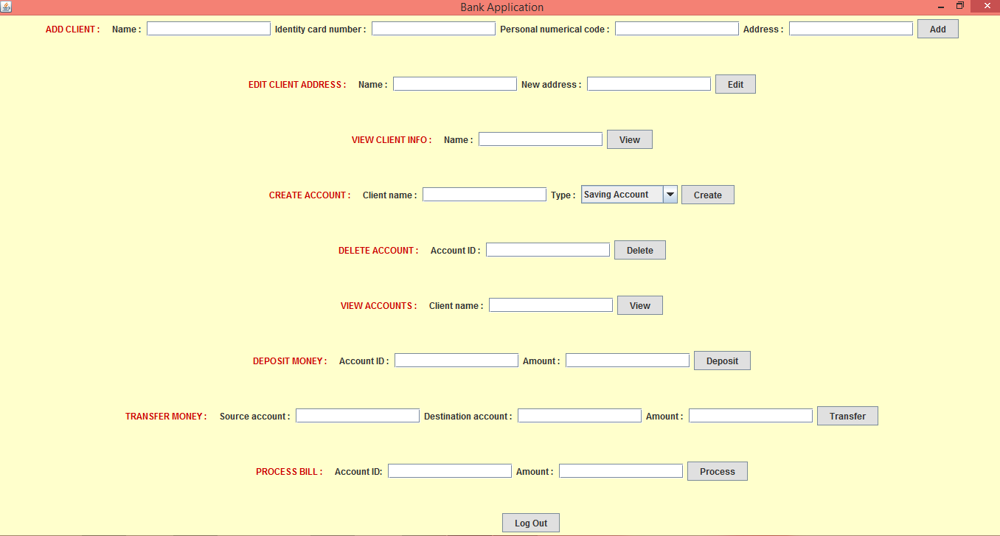 Bank Application
ADD CLIENT : Name : Identity card number : Personal numerical code : Address : Add
EDIT CLIENT ADDRESS : Name : New address : Edit
VIEW CLIENT INFO : Name : View
CREATE ACCOUNT : Client name : Type : Saving Account Create
DELETE ACCOUNT : Account ID : Delete
VIEW ACCOUNTS : Client name : View
DEPOSIT MONEY : Account ID : Amount : Deposit
TRANSFER MONEY : Source account : Destination account : Amount : Transfer
PROCESS BILL : Account ID: Amount : Process
Log Out